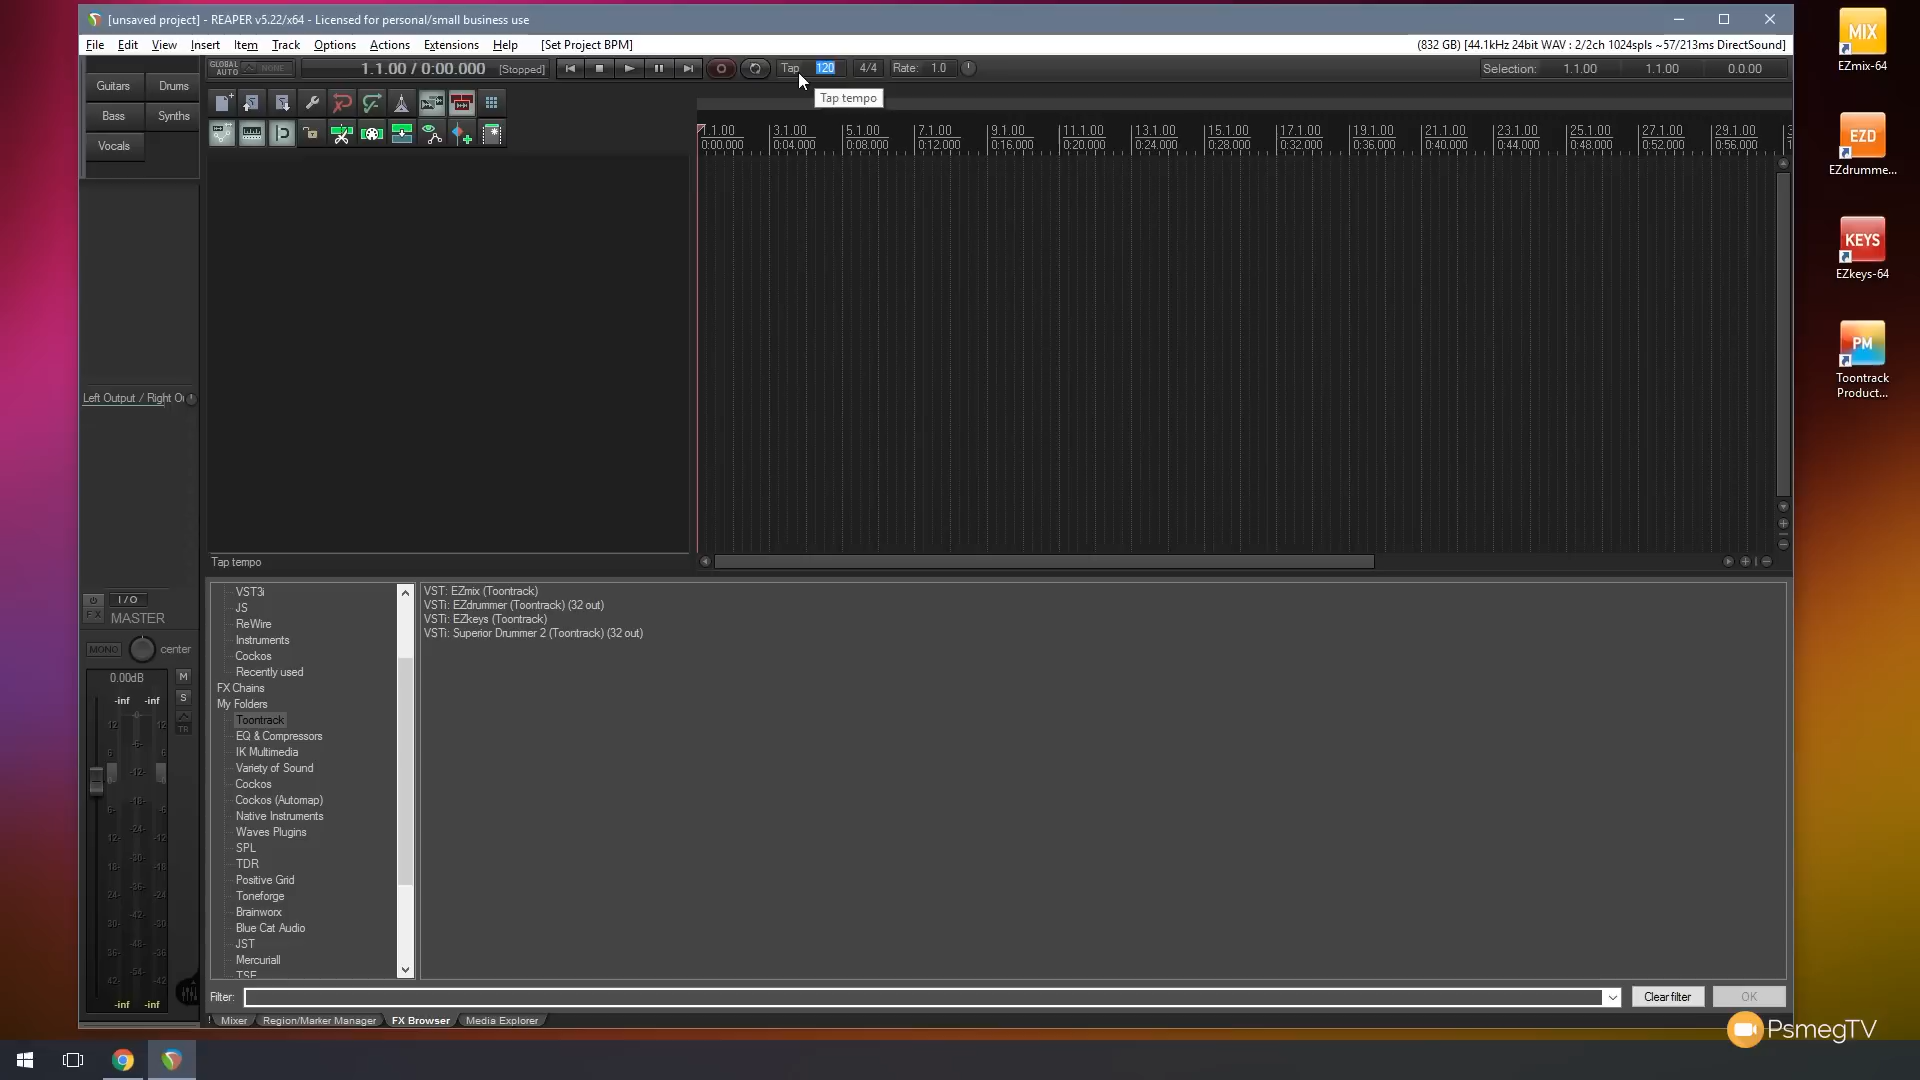 [unsaved project] - REAPER v5.22/x64 - Licensed for personal/small business use
File Edit View Insert Item Track Options Actions Extensions Help [Set Project BPM]
(832 GB) [44.1kHz 24bit WAV : 2/2ch 1024spls ~57/213ms DirectSound]
GLOBAL AUTO NONE
1.1.00 / 0:00.000 [Stopped]
Tap 120 4/4 Rate: 1.0
Selection: 1.1.00 1.1.00 0.0.00
Tap tempo
Guitars Drums
Bass Synths
Vocals
1.1.00 3.1.00 5.1.00 7.1.00 9.1.00 11.1.00 13.1.00 15.1.00 17.1.00 19.1.00 21.1.00 23.1.00 25.1.00 27.1.00 29.1.00
0:00.000 0:04.000 0:08.000 0:12.000 0:16.000 0:20.000 0:24.000 0:28.000 0:32.000 0:36.000 0:40.000 0:44.000 0:48.000 0:52.000 0:56.000
Left Output / Right Ou
Tap tempo
I/O
FX
MASTER
MONO center
0.00dB M
-inf -inf S
TR
-inf -inf
VST3i
JS
ReWire
Instruments
Cockos
Recently used
FX Chains
My Folders
Toontrack
EQ & Compressors
IK Multimedia
Variety of Sound
Cockos
Cockos (Automap)
Native Instruments
Waves Plugins
SPL
TDR
Positive Grid
Toneforge
Brainworx
Blue Cat Audio
JST
Mercuriall
TSE
VST: EZmix (Toontrack)
VSTi: EZdrummer (Toontrack) (32 out)
VSTi: EZkeys (Toontrack)
VSTi: Superior Drummer 2 (Toontrack) (32 out)
Filter: Clear filter OK
Mixer Region/Marker Manager FX Browser Media Explorer
MIX
EZmix-64
EZD
EZdrumme...
KEYS
EZkeys-64
PM
Toontrack
Product...
PsmegTV